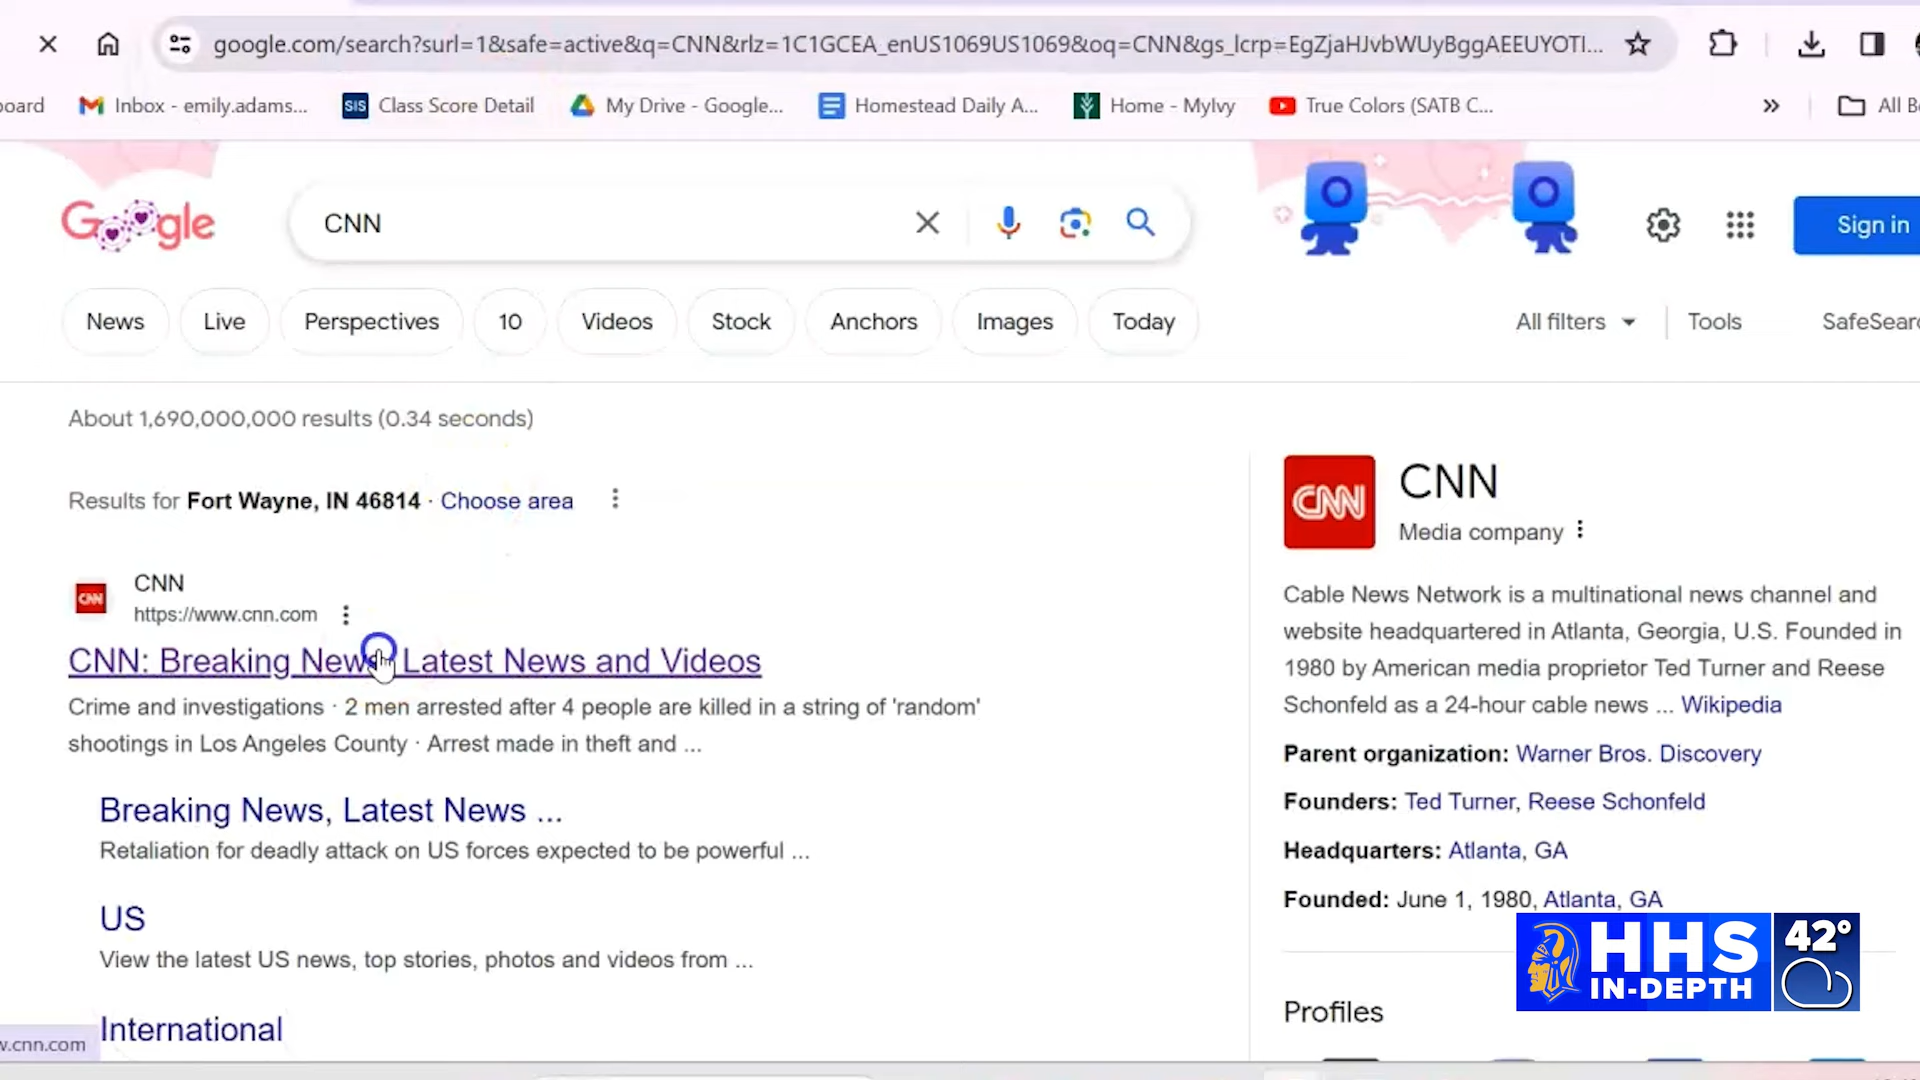 google.com/search?surl=1&safe=active&q=CNN&rlz=1C1GCEA_enUS1069US1069&oq=CNN&gs_lcrp=EgZjaHJvbWUyBggAEEUYOTI...
oard Inbox - emily.adams... SIS Class Score Detail My Drive - Google... Homestead Daily A... Home - MyIvy True Colors (SATB C... » All B
Google CNN Sign in
News Live Perspectives 10 Videos Stock Anchors Images Today All filters Tools SafeSearc
About 1,690,000,000 results (0.34 seconds)
Results for Fort Wayne, IN 46814 · Choose area
CNN
CNN
https://www.cnn.com
CNN: Breaking News, Latest News and Videos
Crime and investigations · 2 men arrested after 4 people are killed in a string of 'random'
shootings in Los Angeles County · Arrest made in theft and ...
Breaking News, Latest News ...
Retaliation for deadly attack on US forces expected to be powerful ...
US
View the latest US news, top stories, photos and videos from ...
International
w.cnn.com
CNN
CNN
Media company
Cable News Network is a multinational news channel and
website headquartered in Atlanta, Georgia, U.S. Founded in
1980 by American media proprietor Ted Turner and Reese
Schonfeld as a 24-hour cable news ... Wikipedia
Parent organization: Warner Bros. Discovery
Founders: Ted Turner, Reese Schonfeld
Headquarters: Atlanta, GA
Founded: June 1, 1980, Atlanta, GA
Profiles
HHS
IN-DEPTH
42°